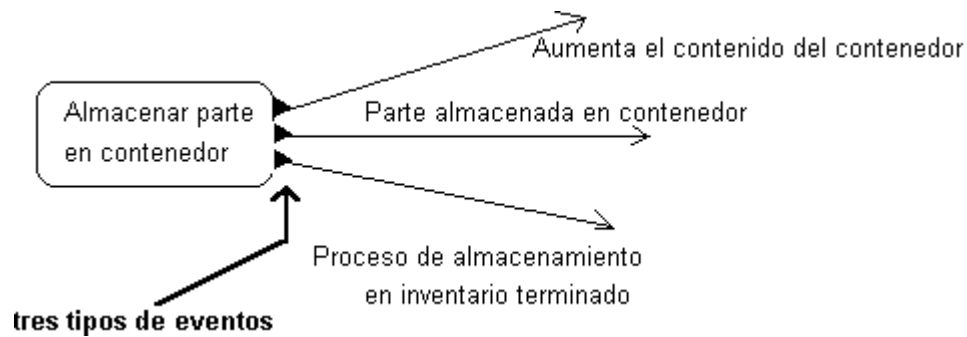 Aumenta el contenido del contenedor
Almacenar parte
en contenedor
Parte almacenada en contenedor
Proceso de almacenamiento
en inventario terminado
tres tipos de eventos